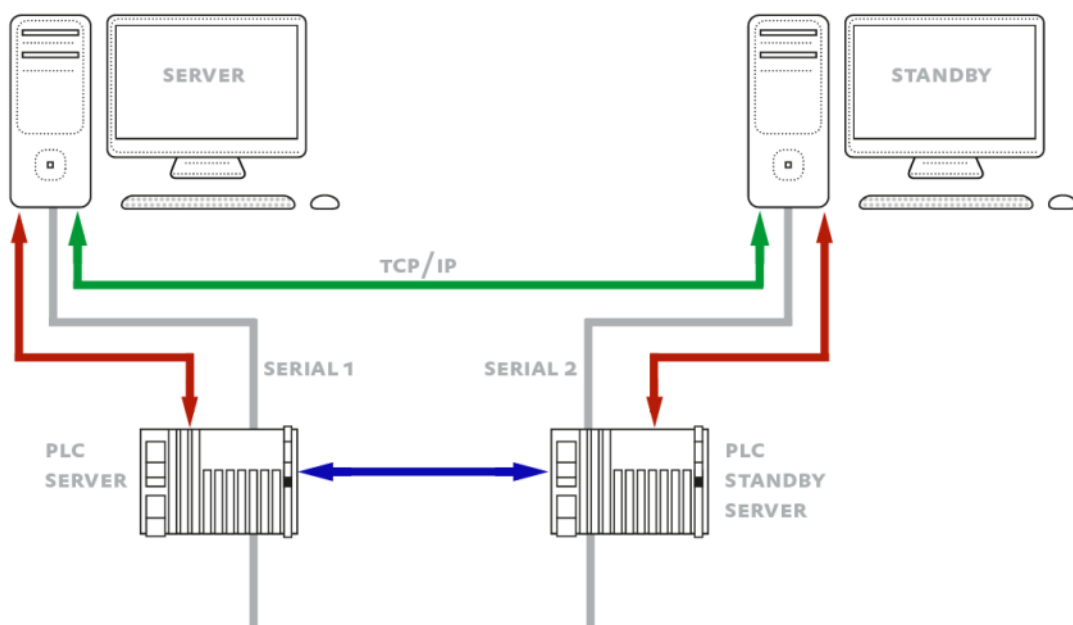 SERVER
STANDBY
TCP/IP
SERIAL 1
SERIAL 2
PLC
SERVER
PLC
STANDBY
SERVER